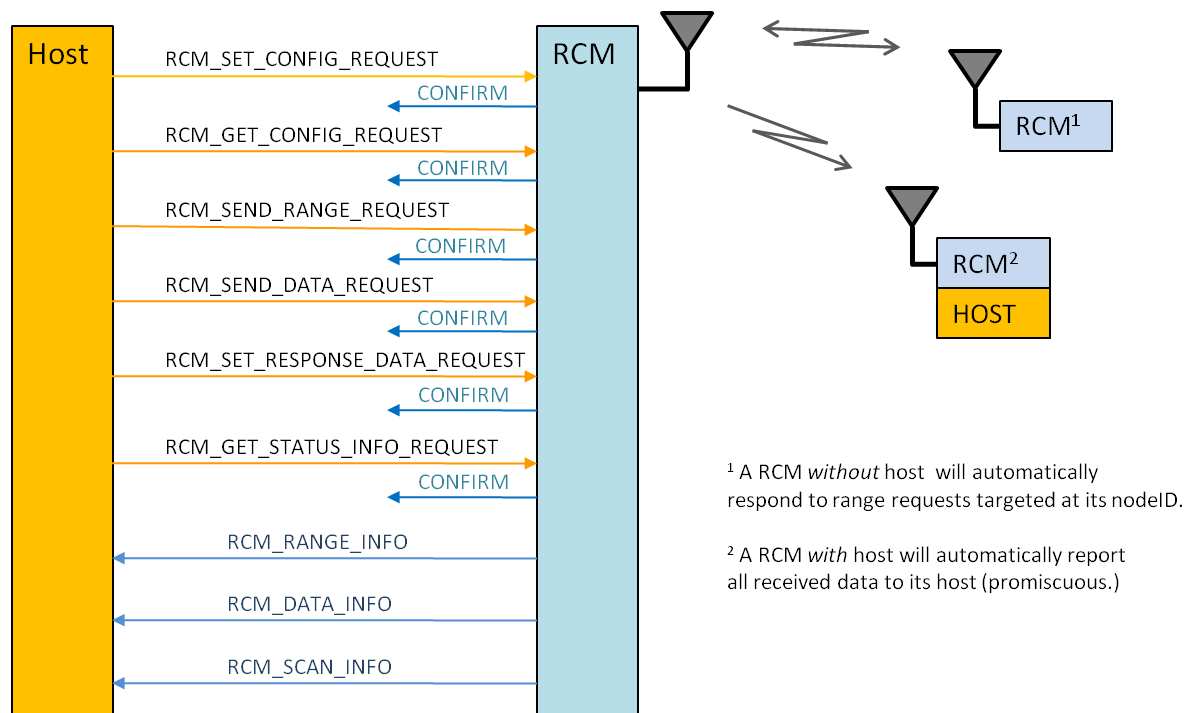 Host
RCM
RCM_SET_CONFIG_REQUEST
CONFIRM
RCM_GET_CONFIG_REQUEST
CONFIRM
RCM_SEND_RANGE_REQUEST
CONFIRM
RCM_SEND_DATA_REQUEST
CONFIRM
RCM_SET_RESPONSE_DATA_REQUEST
CONFIRM
RCM_GET_STATUS_INFO_REQUEST
CONFIRM
RCM_RANGE_INFO
RCM_DATA_INFO
RCM_SCAN_INFO
RCM¹
RCM²
HOST
¹ A RCM without host will automatically
respond to range requests targeted at its nodeID.
² A RCM with host will automatically report
all received data to its host (promiscuous.)